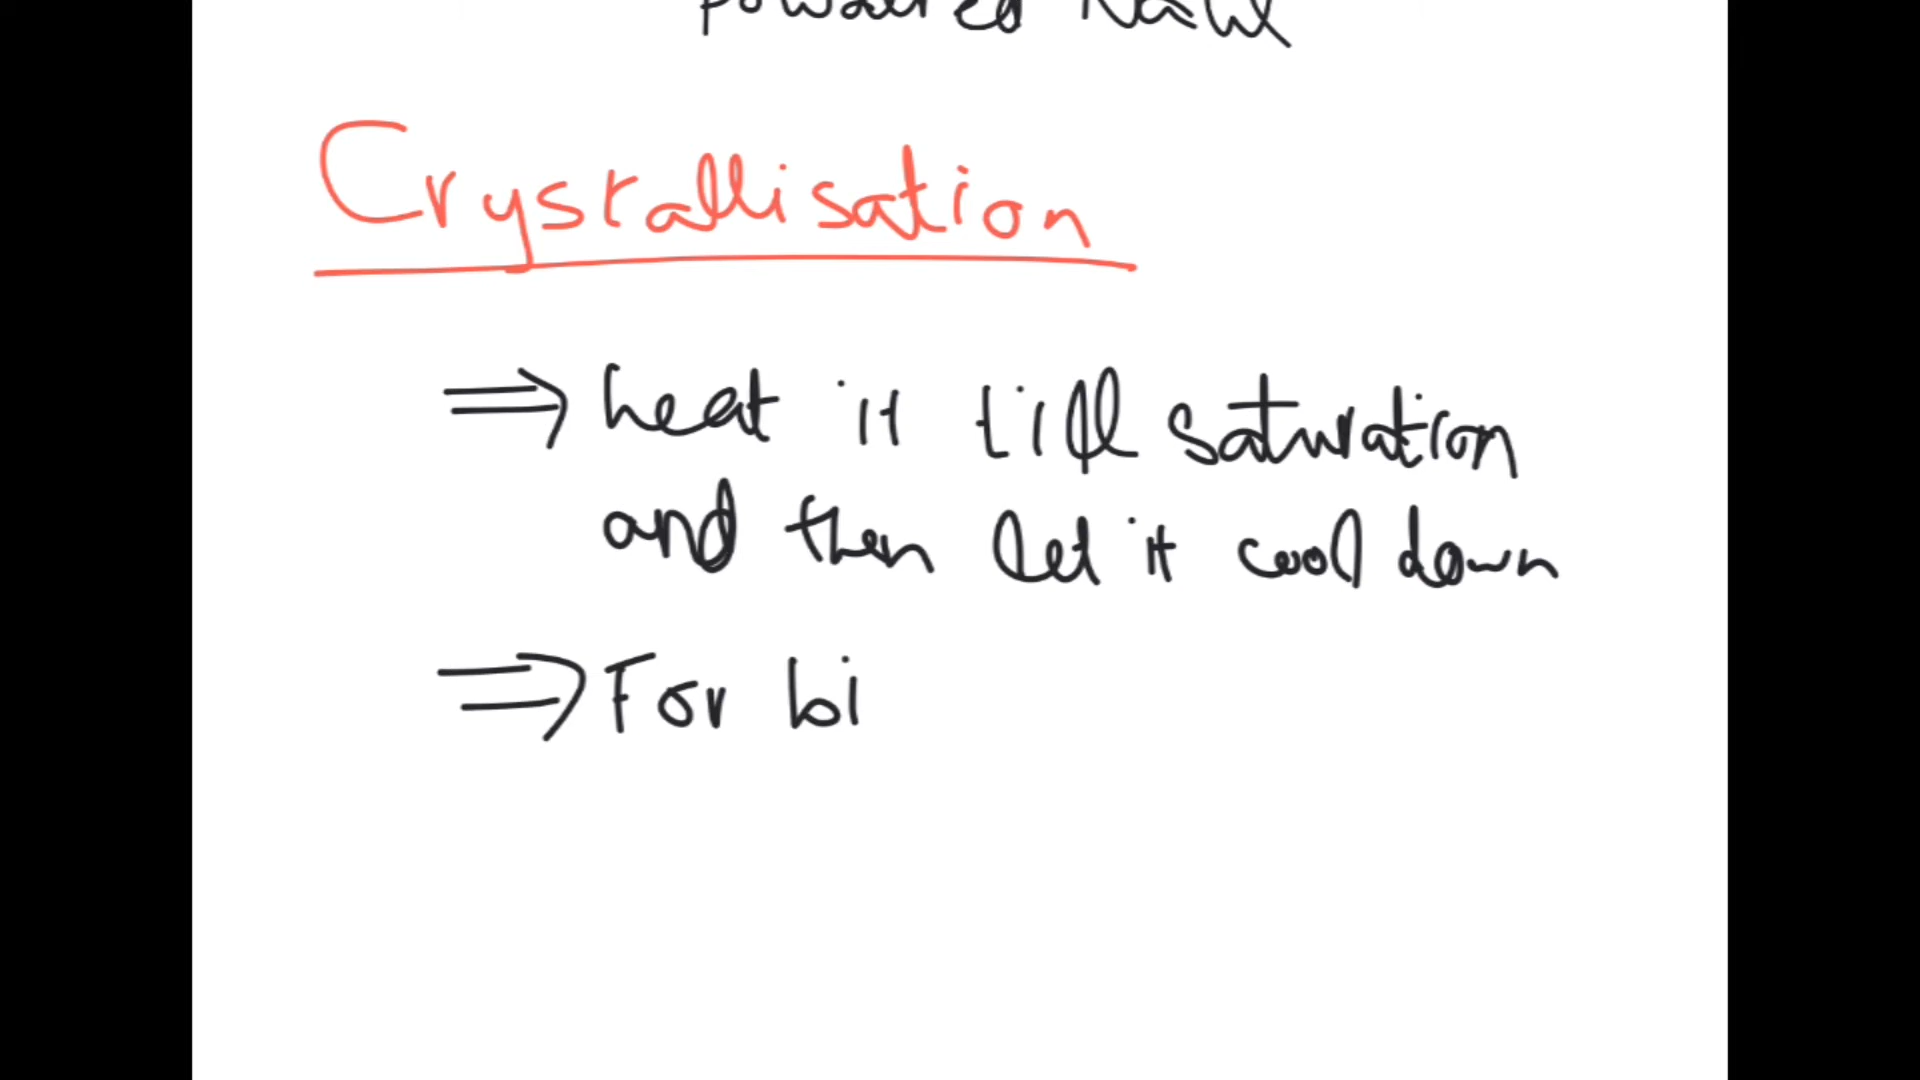 Crystallisation
⇒ heat it till saturation
and then let it cool down
⇒ For bi